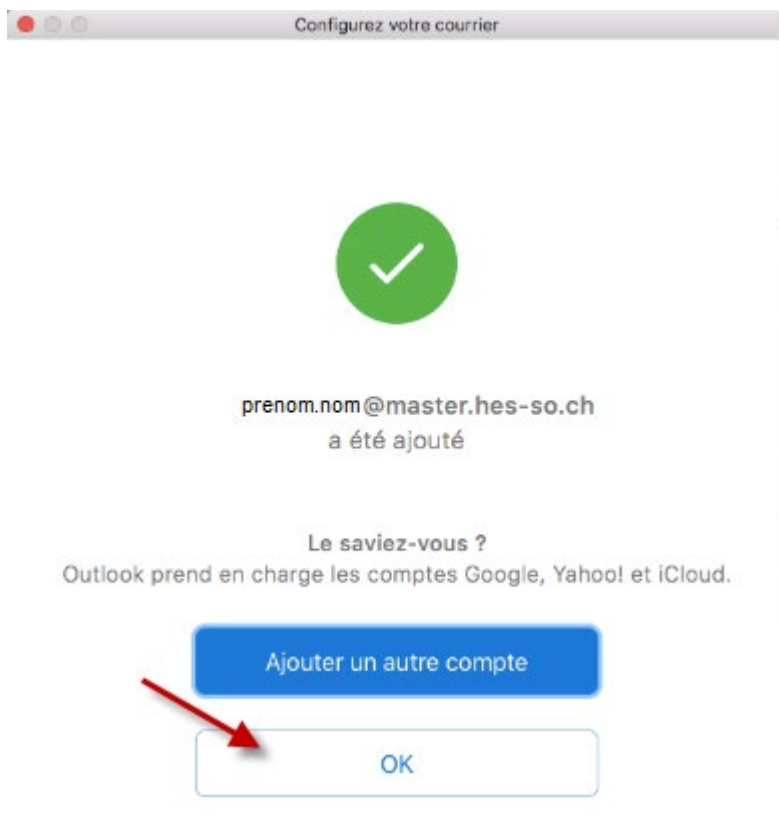 Configurez votre courrier
prenom.nom@master.hes-so.ch
a été ajouté
Le saviez-vous ?
Outlook prend en charge les comptes Google, Yahoo! et iCloud.
Ajouter un autre compte
OK